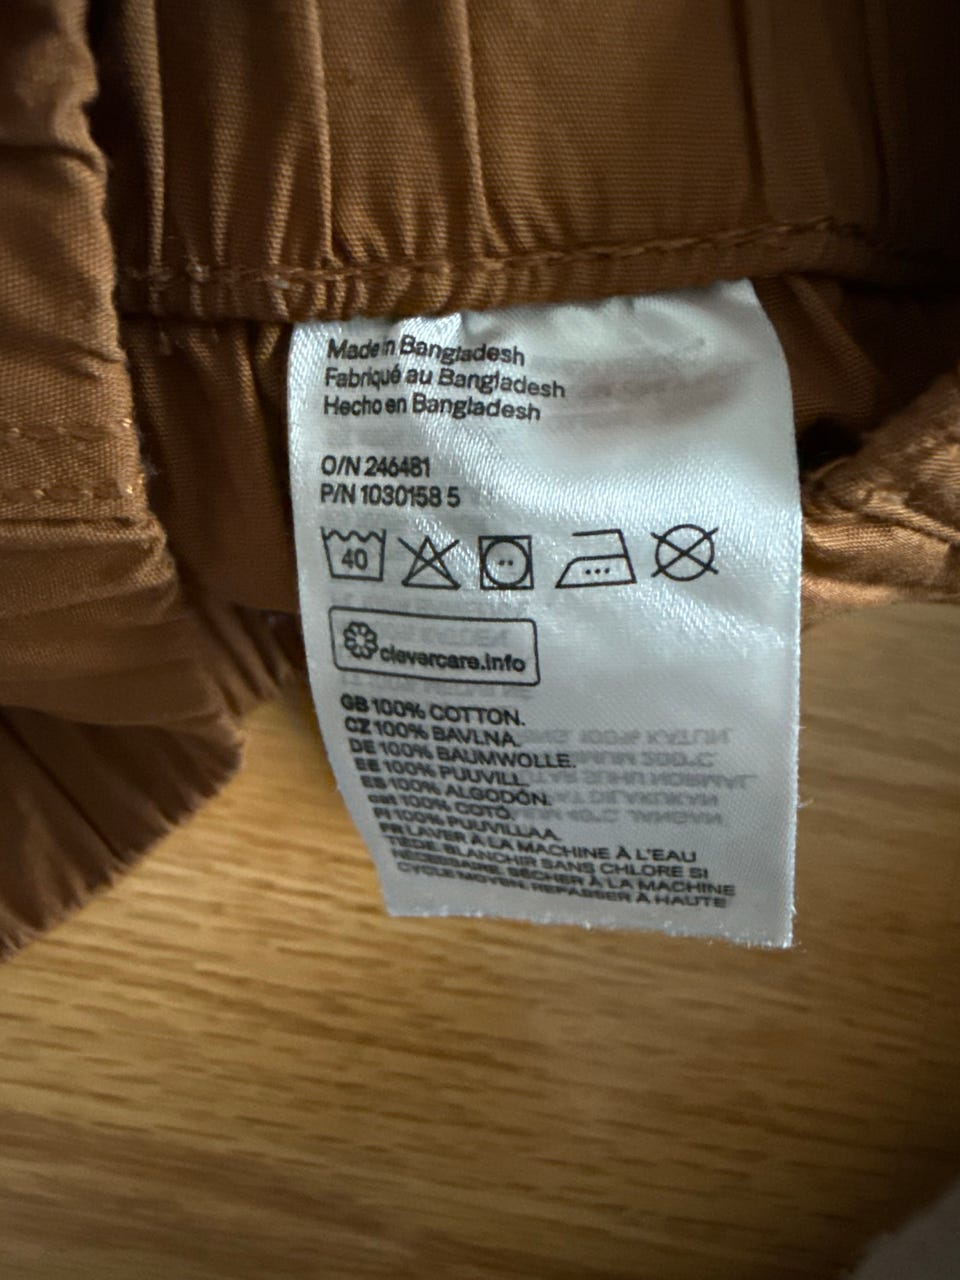 Made in Bangladesh
Fabriqué au Bangladesh
Hecho en Bangladesh
O/N 246481
P/N 1030158 5
40
clevercare.info
GB 100% COTTON.
CZ 100% BAVLNA.
DE 100% BAUMWOLLE.
EE 100% PUUVILL.
ES 100% ALGODÓN.
cat 100% COTÓ.
FI 100% PUUVILLAA.
FR LAVER À LA MACHINE À L'EAU
TIÈDE. BLANCHIR SANS CHLORE SI
NÉCESSAIRE. SÉCHER À LA MACHINE
CYCLE MOYEN. REPASSER À HAUTE